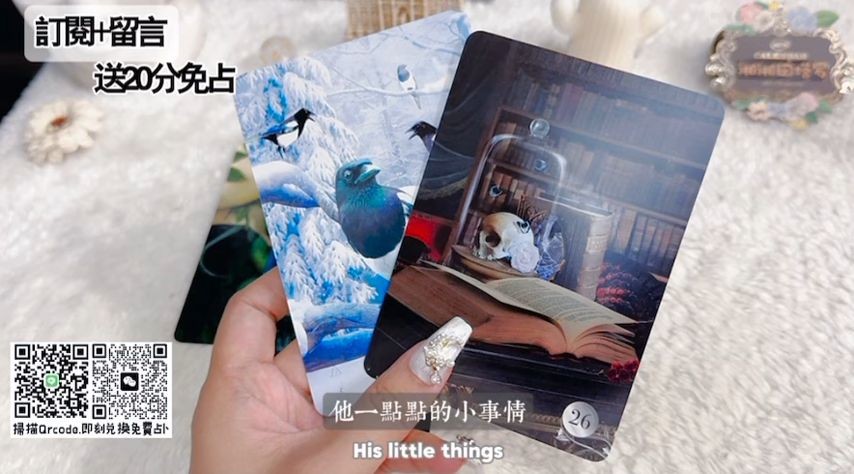 訂閱+留言
送20分免占
掃描Qrcode.即刻兌換免費占卜
26
他一點點的小事情
His little things